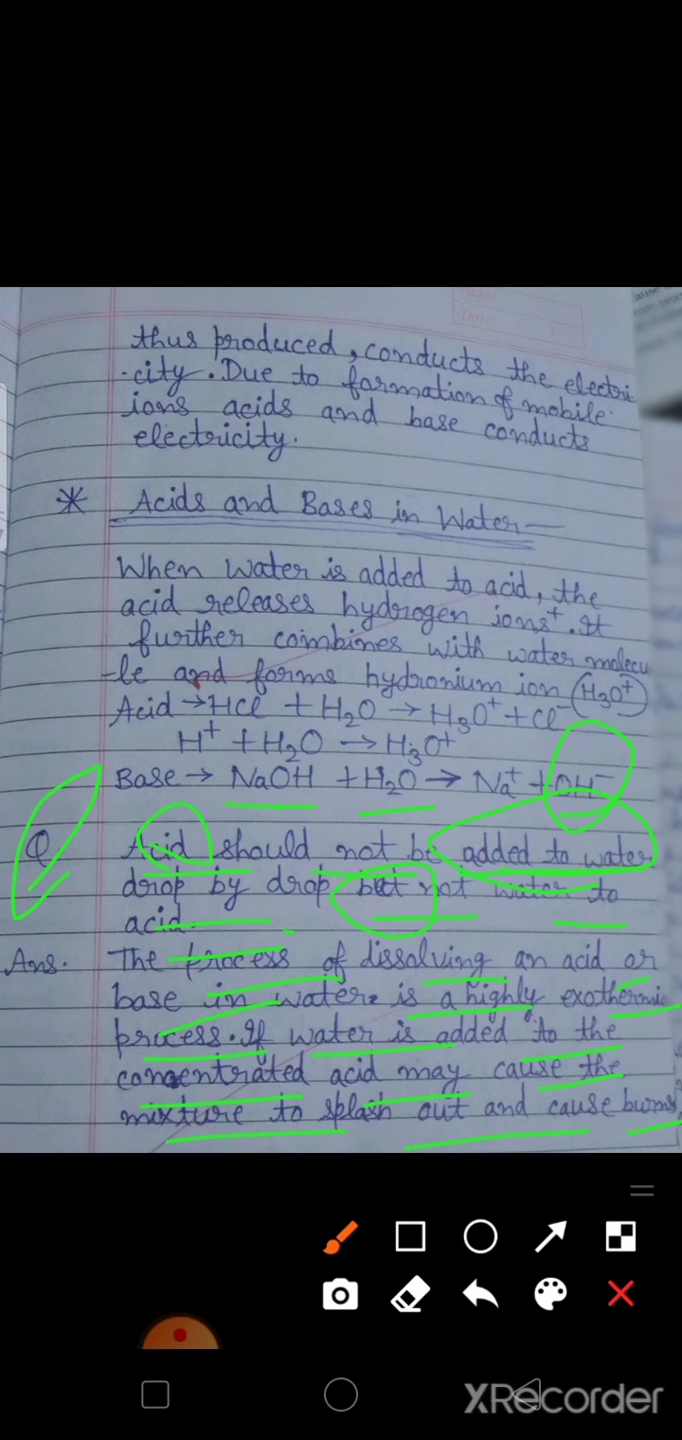 thus produced, conducts the electri
-city. Due to formation of mobile
ions acids and base conducts
electricity.
* Acids and Bases in Water—
When water is added to acid, the
acid releases hydrogen ions⁺. It
further combines with water molecu
-le and forms hydronium ion (H₃O⁺)
Acid → HCl + H₂O → H₃O⁺ + Cl⁻
H⁺ + H₂O → H₃O⁺
Base → NaOH + H₂O → Na⁺ + OH⁻
Q Acid should not be added to water
drop by drop but not water to
acid.
Ans. The process of dissolving an acid or
base in water, is a highly exothermic
process. If water is added to the
concentrated acid may cause the
mixture to splash out and cause burns,
XRecorder